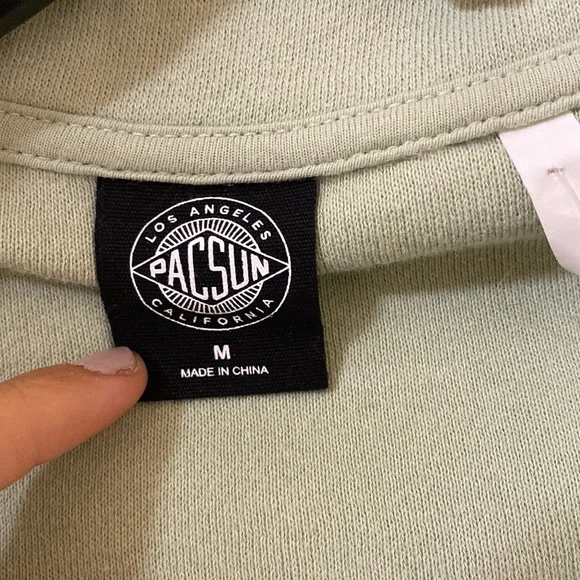 LOS ANGELES
PACSUN
CALIFORNIA
M
MADE IN CHINA